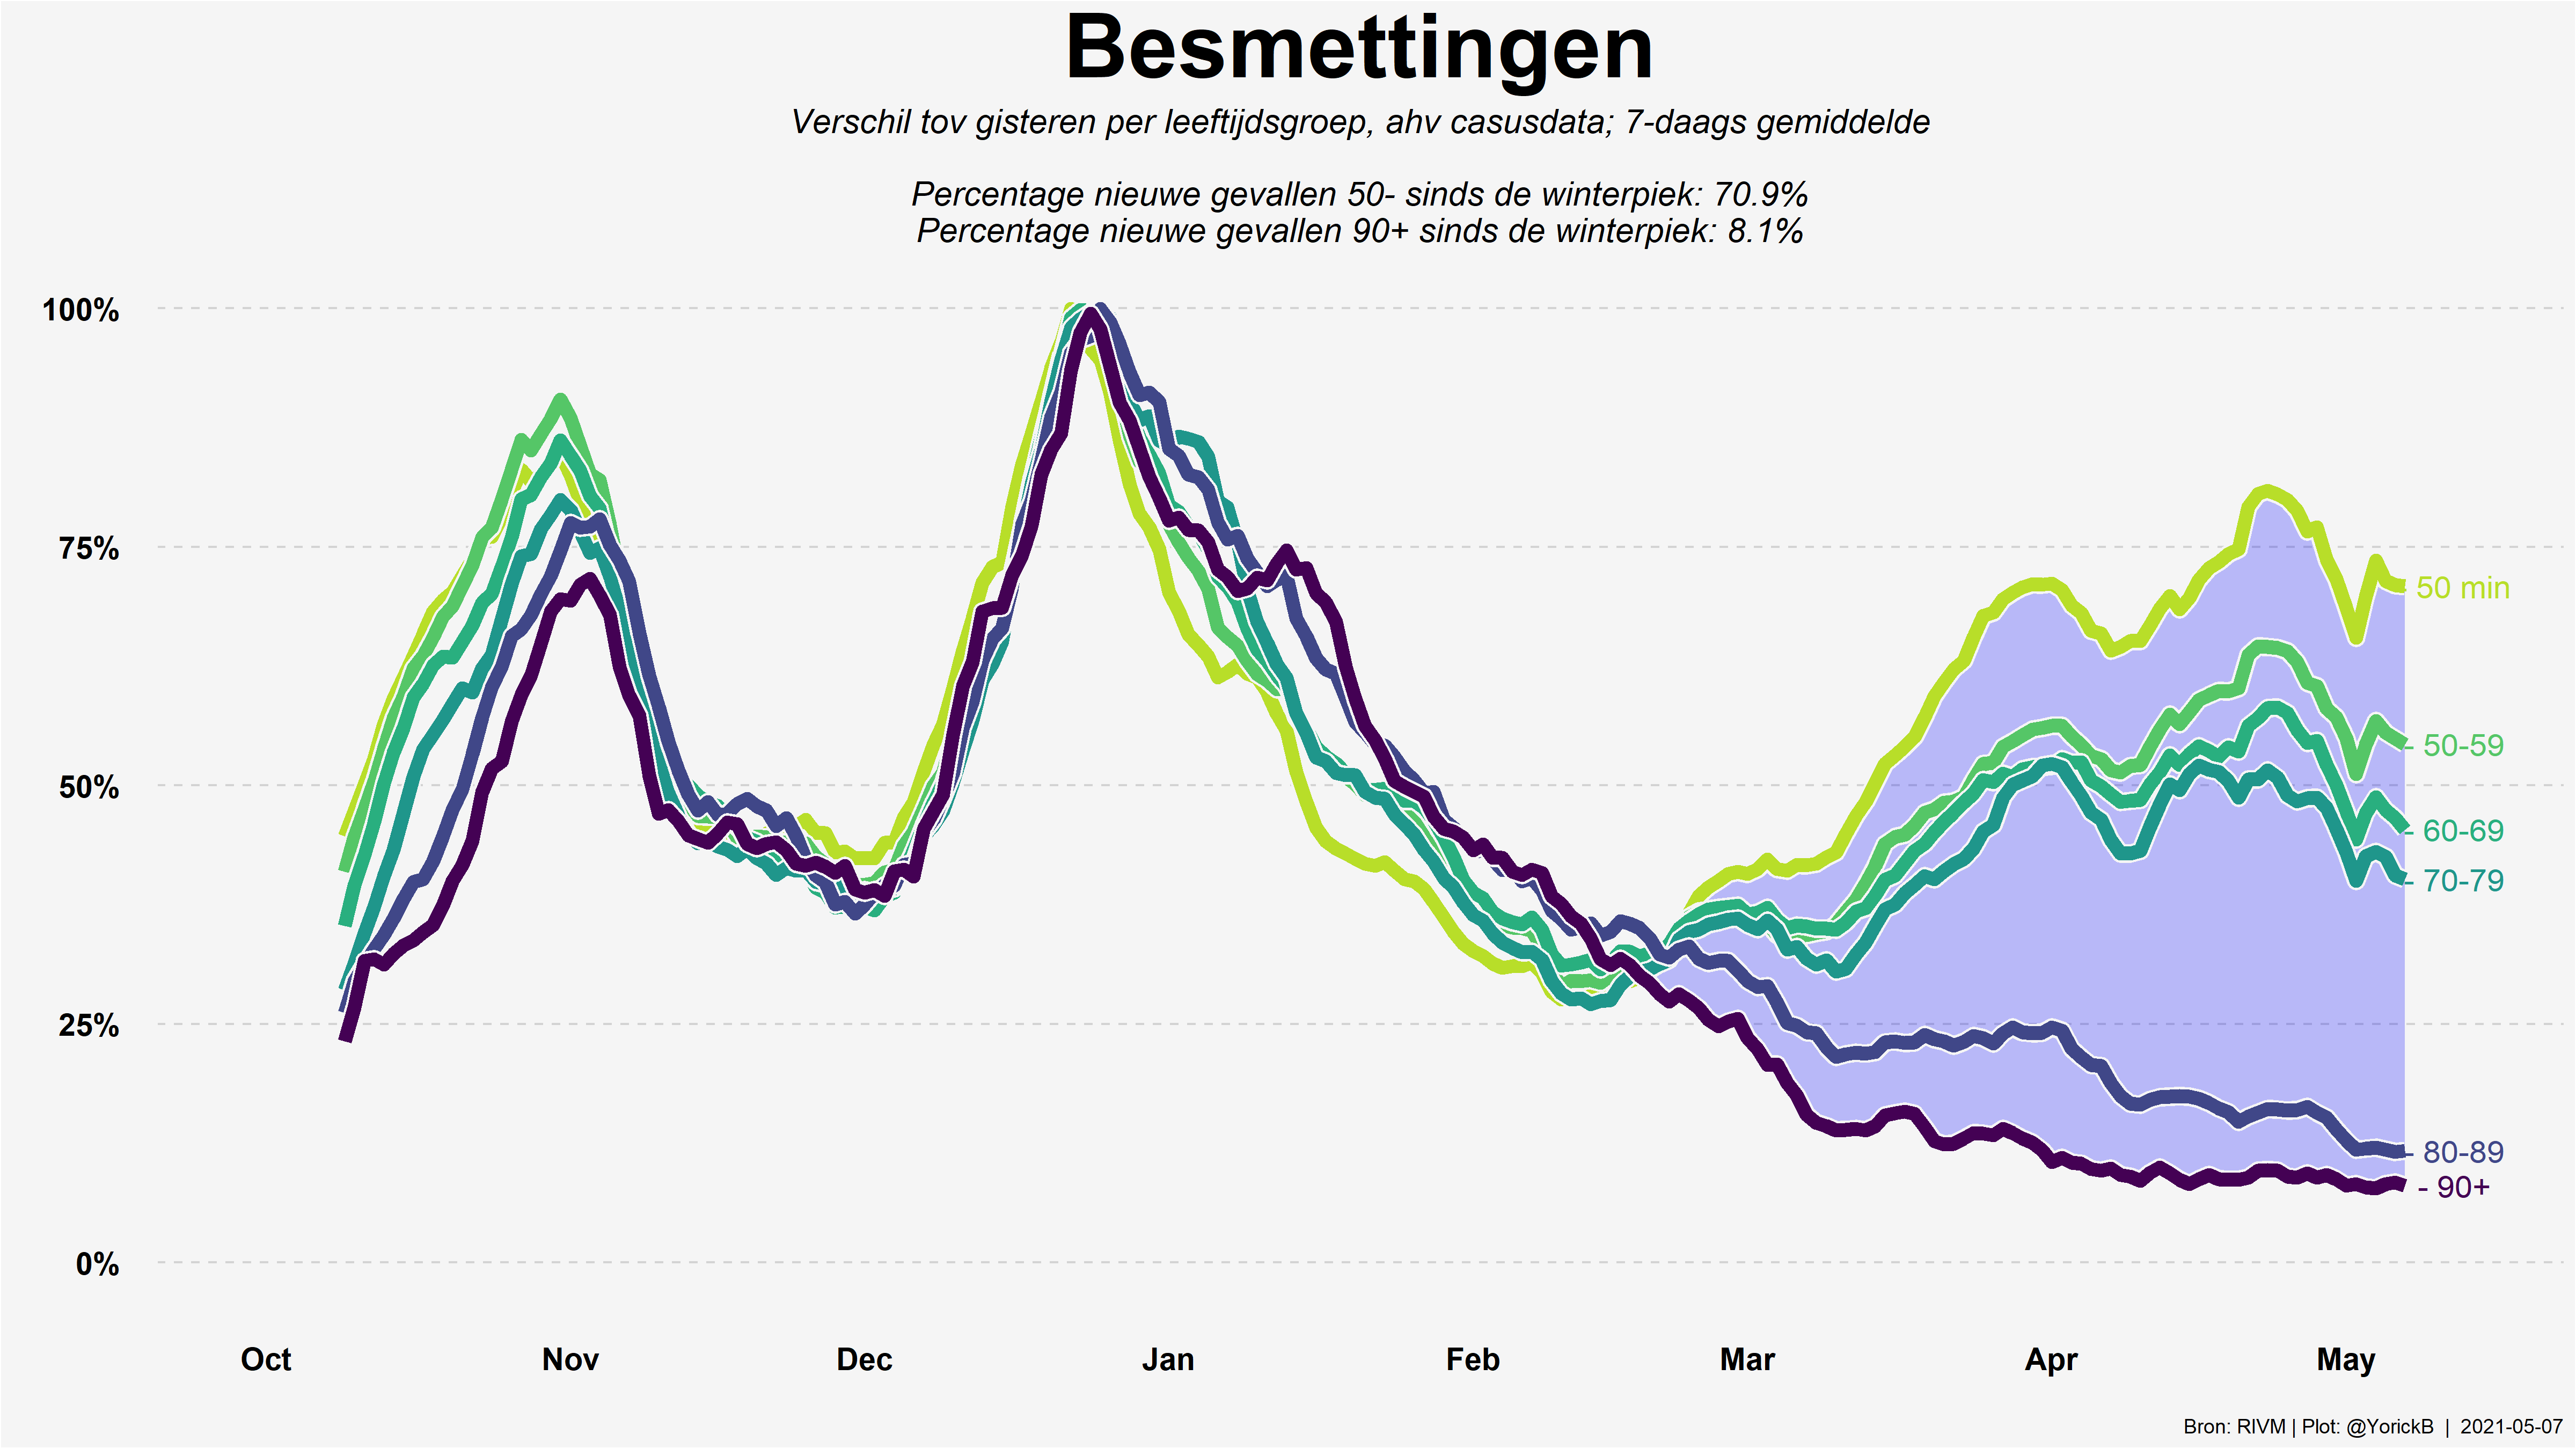 Besmettingen
Verschil tov gisteren per leeftijdsgroep, ahv casusdata; 7-daags gemiddelde
Percentage nieuwe gevallen 50- sinds de winterpiek: 70.9%
Percentage nieuwe gevallen 90+ sinds de winterpiek: 8.1%
100%
75%
50%
25%
0%
50 min
50-59
60-69
70-79
80-89
- 90+
Oct Nov Dec Jan Feb Mar Apr May
Bron: RIVM | Plot: @YorickB | 2021-05-07